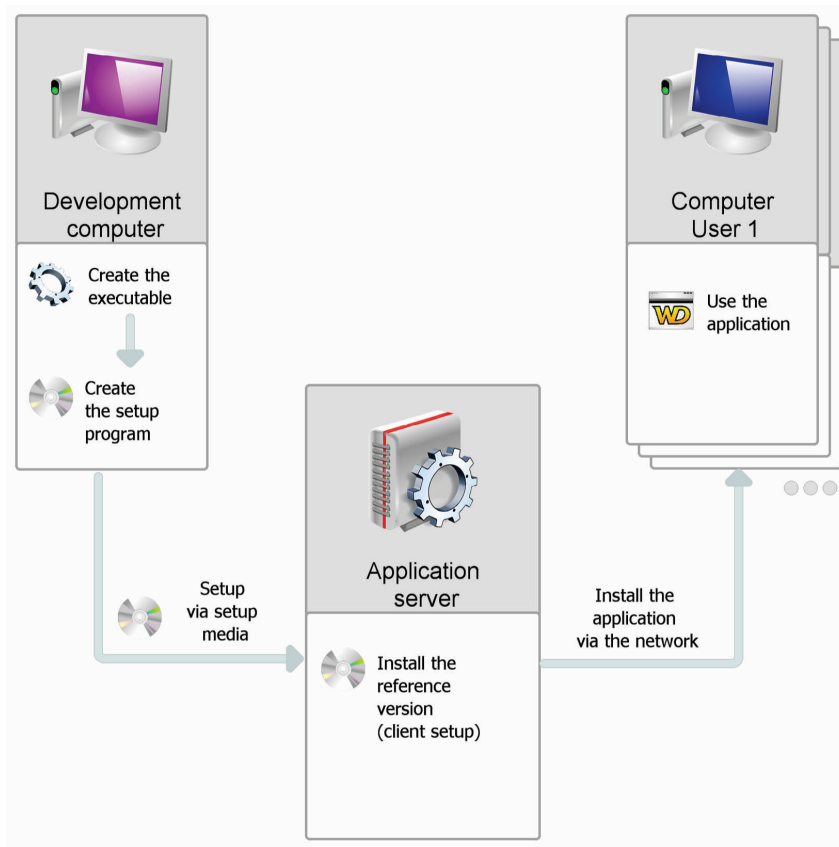 Development
computer
Create the
executable
Create
the setup
program
Setup
via setup
media
Application
server
Install the
reference
version
(client setup)
Install the
application
via the network
Computer
User 1
WD
Use the
application